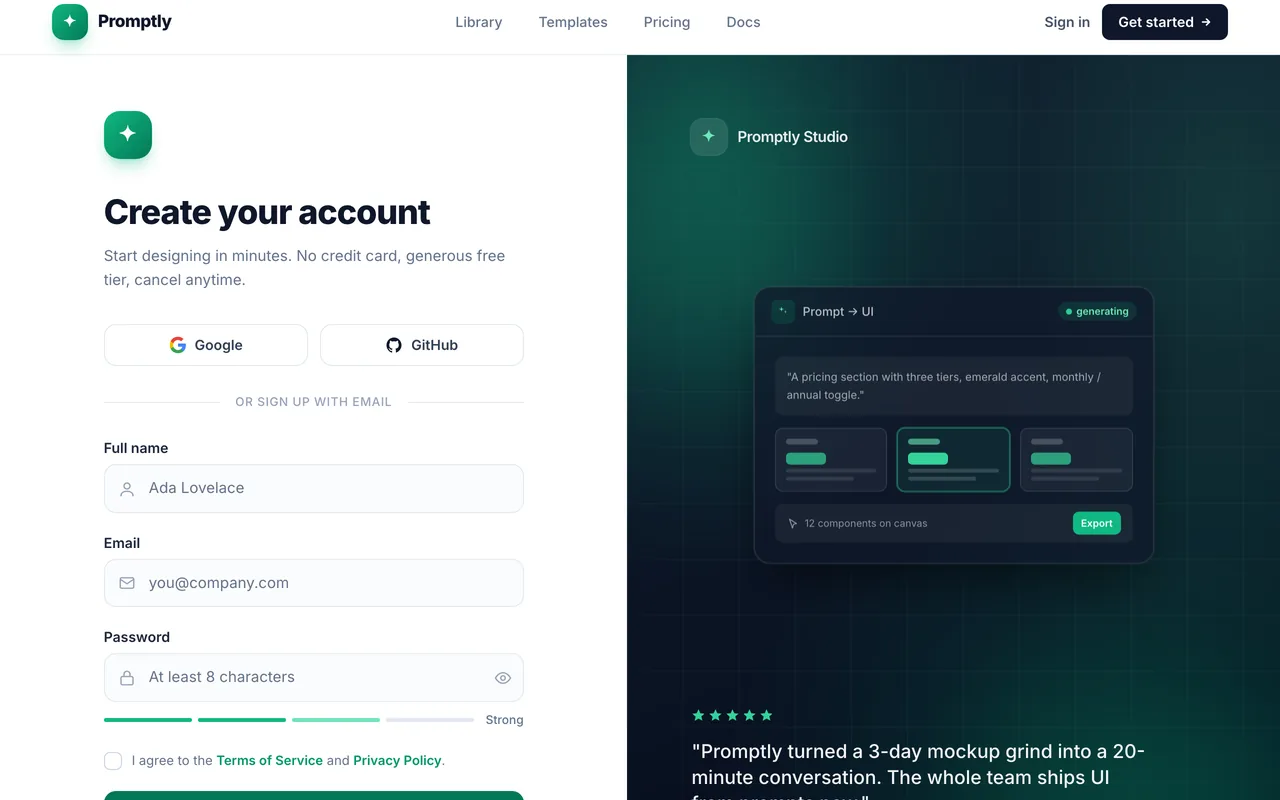 Promptly
Library
Templates
Pricing
Docs
Sign in
Get started →
Create your account
Start designing in minutes. No credit card, generous free
tier, cancel anytime.
Google
GitHub
OR SIGN UP WITH EMAIL
Full name
Ada Lovelace
Email
you@company.com
Password
At least 8 characters
Strong
I agree to the Terms of Service and Privacy Policy.
Promptly Studio
Prompt → UI
generating
"A pricing section with three tiers, emerald accent, monthly /
annual toggle."
12 components on canvas
Export
"Promptly turned a 3-day mockup grind into a 20-
minute conversation. The whole team ships UI
from prompts now."